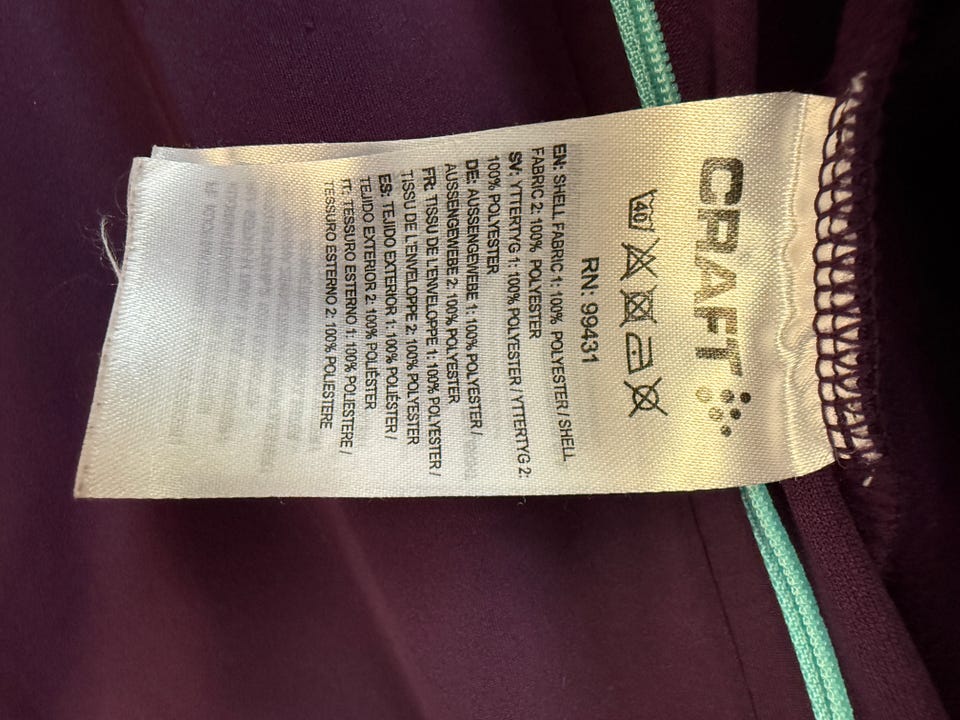 CRAFT
40
RN: 99431
EN: SHELL FABRIC 1: 100% POLYESTER / SHELL
FABRIC 2: 100% POLYESTER
SV: YTTERTYG 1: 100% POLYESTER / YTTERTYG 2:
100% POLYESTER
DE: AUSSENGEWEBE 1: 100% POLYESTER /
AUSSENGEWEBE 2: 100% POLYESTER
FR: TISSU DE L'ENVELOPPE 1: 100% POLYESTER /
TISSU DE L'ENVELOPPE 2: 100% POLYESTER
ES: TEJIDO EXTERIOR 1:100% POLIÉSTER /
TEJIDO EXTERIOR 2: 100% POLIÉSTER
IT: TESSURO ESTERNO 1: 100% POLIESTERE /
TESSURO ESTERNO 2: 100% POLIESTERE